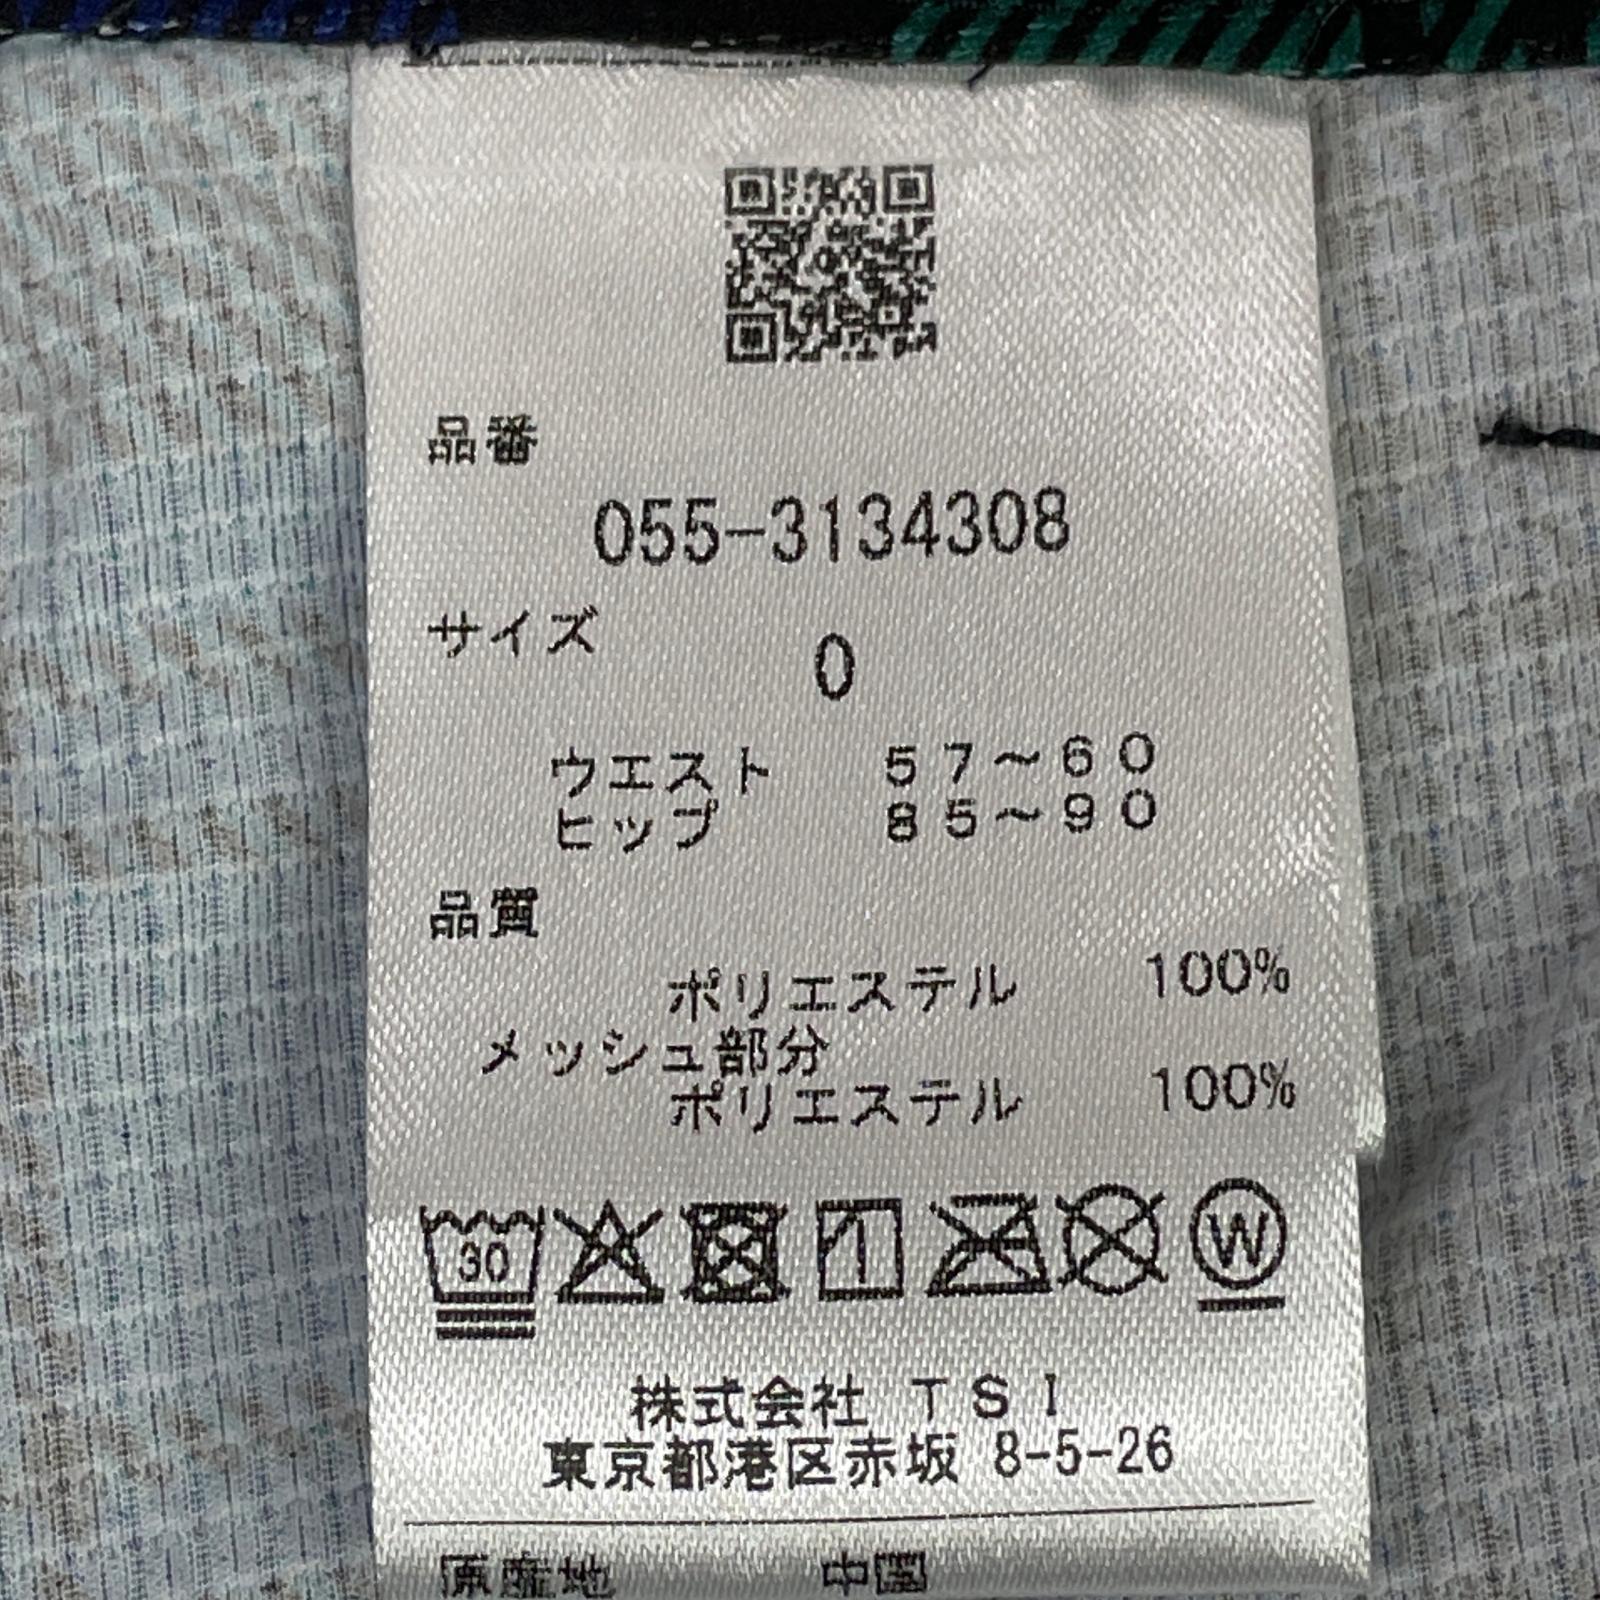 品番
055-3134308
サイズ
0
ウエスト 57~60
ヒップ 85~90
品質
ポリエステル 100%
メッシュ部分
ポリエステル 100%
30
W
株式会社 TSI
東京都港区赤坂 8-5-26
原産地 中国